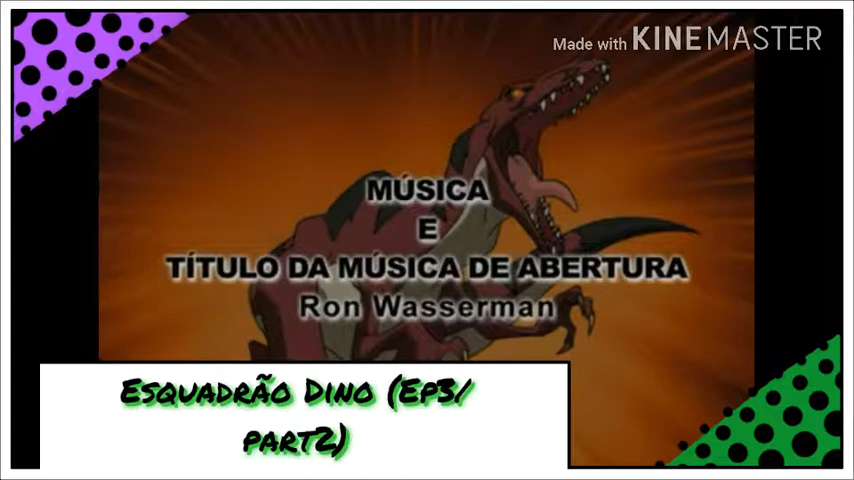 Made with KINEMASTER
MÚSICA
E
TÍTULO DA MÚSICA DE ABERTURA
Ron Wasserman
Esquadrão Dino (Ep3/
part2)